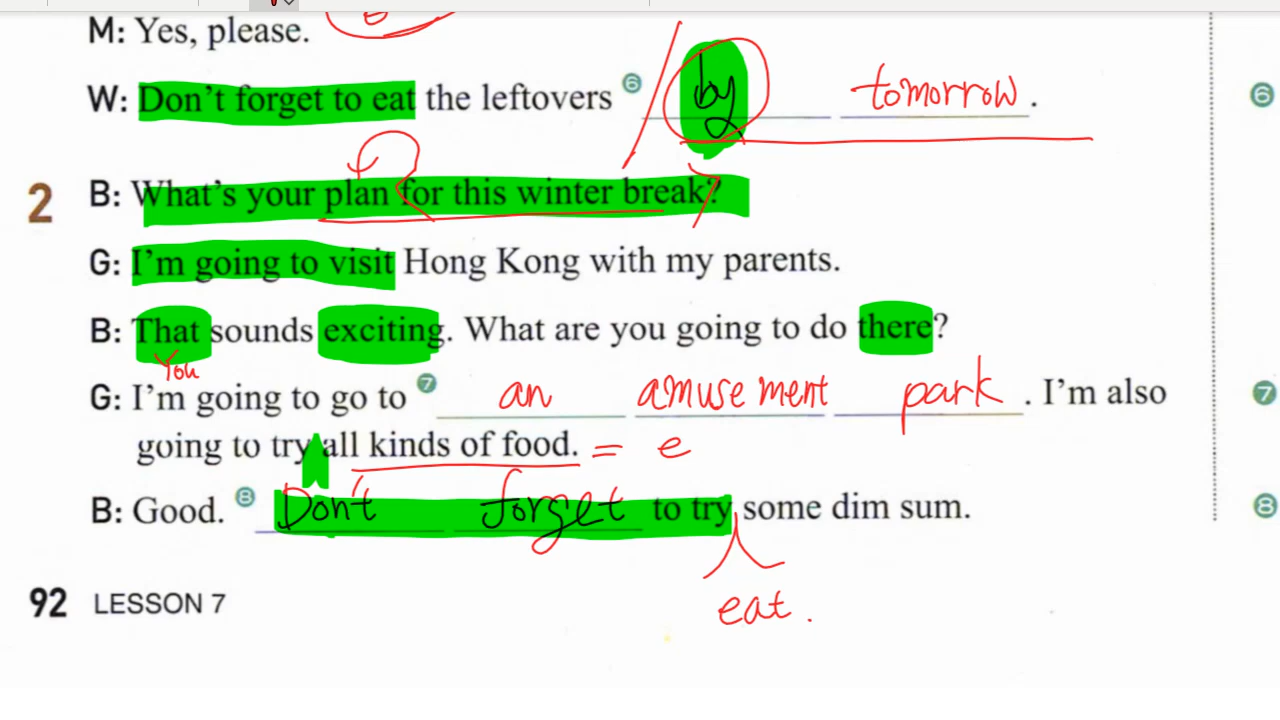 M: Yes, please.
W: Don't forget to eat the leftovers ⑥ by tomorrow. ⑥
2 B: What's your plan for this winter break?
G: I'm going to visit Hong Kong with my parents.
B: That sounds exciting. What are you going to do there?
You
G: I'm going to go to ⑦ an amusement park. I'm also ⑦
going to try all kinds of food. = e
B: Good. ⑧ Don't forget to try some dim sum. ⑧
eat.
92 LESSON 7